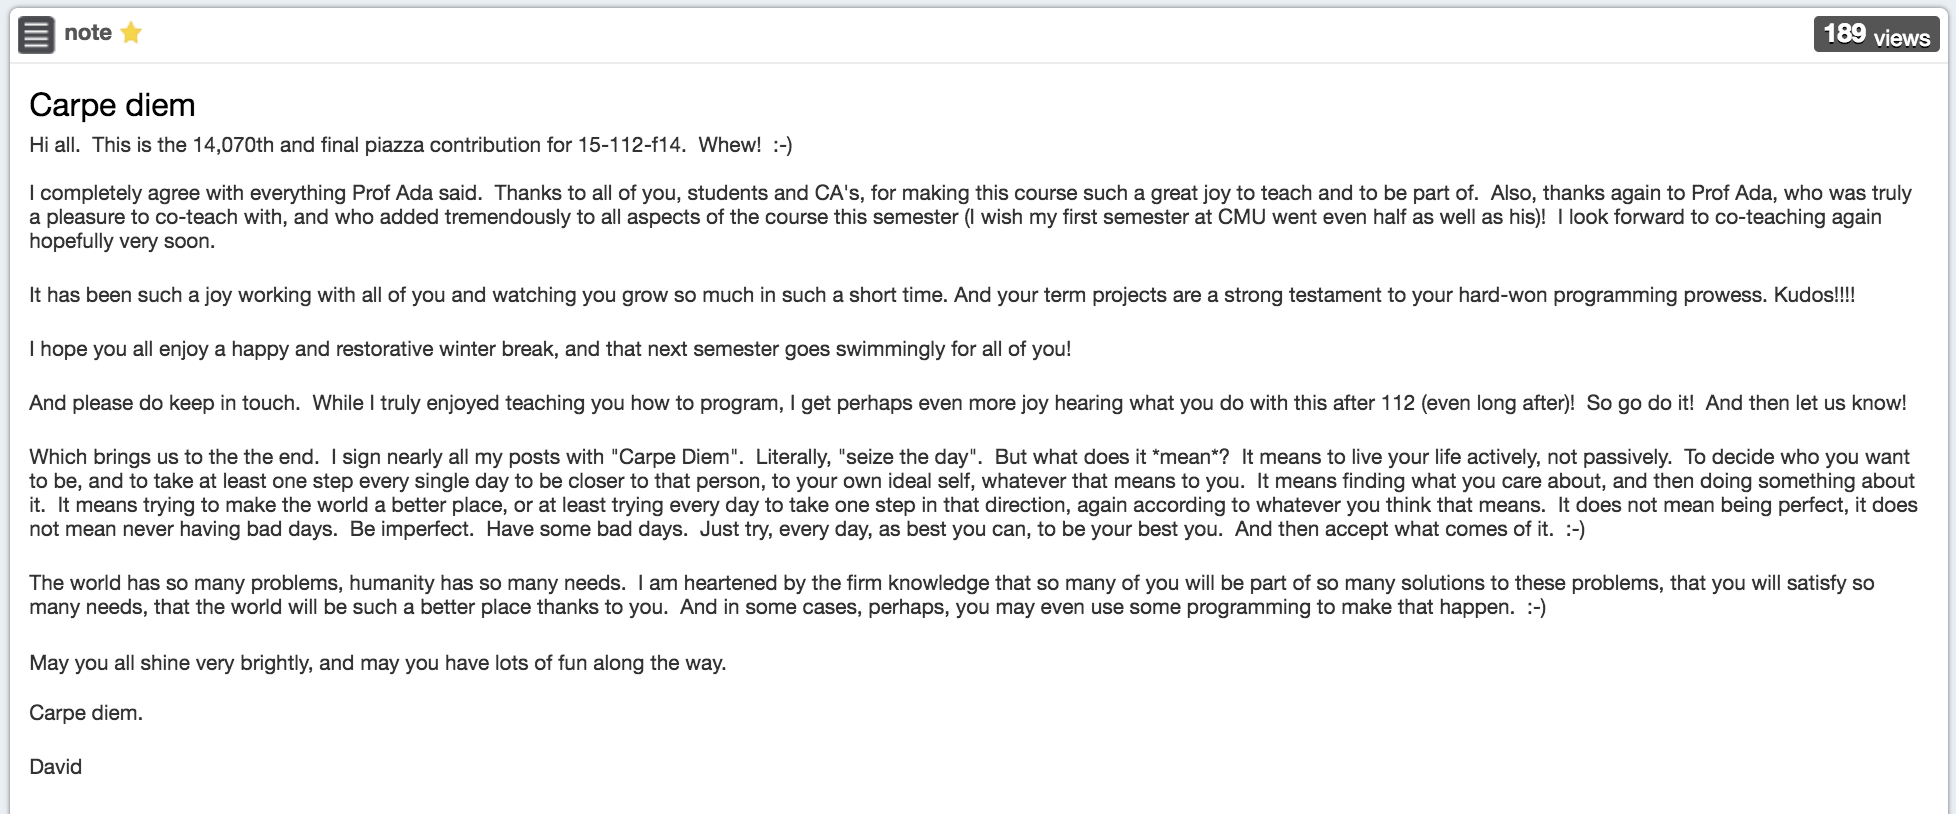 note
189 views
Carpe diem
Hi all.  This is the 14,070th and final piazza contribution for 15-112-f14.  Whew!  :-)
I completely agree with everything Prof Ada said.  Thanks to all of you, students and CA's, for making this course such a great joy to teach and to be part of.  Also, thanks again to Prof Ada, who was truly
a pleasure to co-teach with, and who added tremendously to all aspects of the course this semester (I wish my first semester at CMU went even half as well as his)!  I look forward to co-teaching again
hopefully very soon.
It has been such a joy working with all of you and watching you grow so much in such a short time. And your term projects are a strong testament to your hard-won programming prowess. Kudos!!!!
I hope you all enjoy a happy and restorative winter break, and that next semester goes swimmingly for all of you!
And please do keep in touch.  While I truly enjoyed teaching you how to program, I get perhaps even more joy hearing what you do with this after 112 (even long after)!  So go do it!  And then let us know!
Which brings us to the the end.  I sign nearly all my posts with "Carpe Diem".  Literally, "seize the day".  But what does it *mean*?  It means to live your life actively, not passively.  To decide who you want
to be, and to take at least one step every single day to be closer to that person, to your own ideal self, whatever that means to you.  It means finding what you care about, and then doing something about
it.  It means trying to make the world a better place, or at least trying every day to take one step in that direction, again according to whatever you think that means.  It does not mean being perfect, it does
not mean never having bad days.  Be imperfect.  Have some bad days.  Just try, every day, as best you can, to be your best you.  And then accept what comes of it.  :-)
The world has so many problems, humanity has so many needs.  I am heartened by the firm knowledge that so many of you will be part of so many solutions to these problems, that you will satisfy so
many needs, that the world will be such a better place thanks to you.  And in some cases, perhaps, you may even use some programming to make that happen.  :-)
May you all shine very brightly, and may you have lots of fun along the way.
Carpe diem.
David